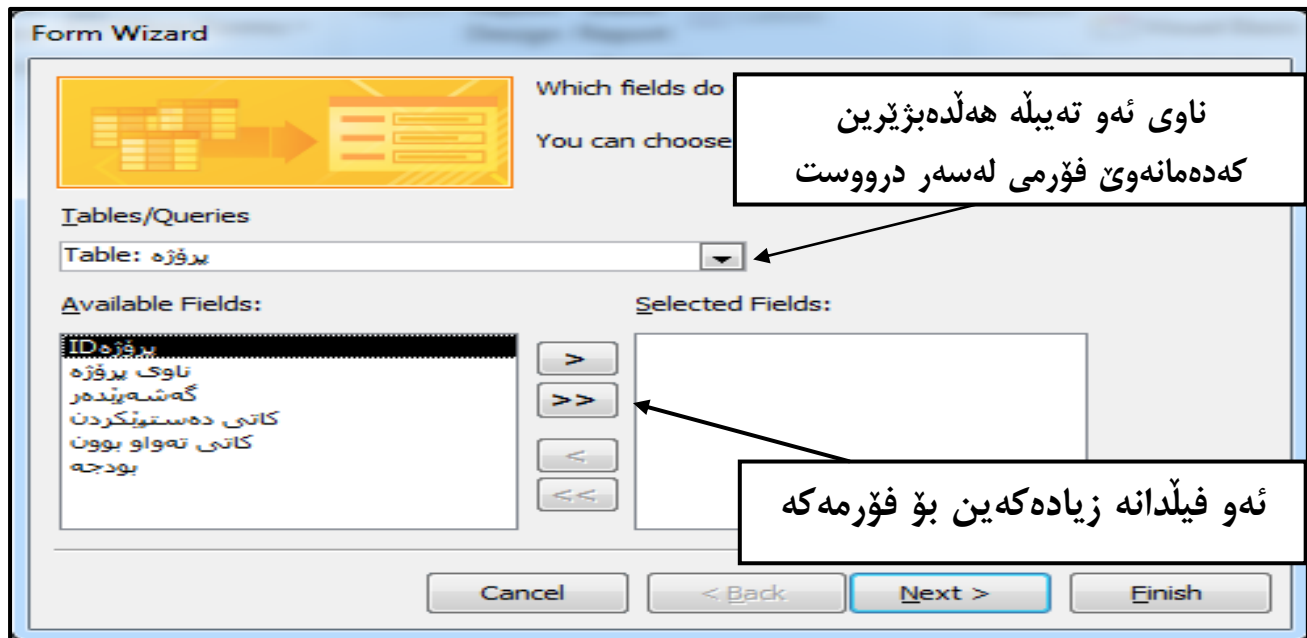 Form Wizard
Which fields do
You can choose
ناوی ئەو تەیبڵە هەڵدەبژێرین
کەدەمانەوێ فۆرمی لەسەر درووست
Tables/Queries
Table: پرۆژە
Available Fields:
Selected Fields:
پرۆژەID
ناوی پرۆژە
گەشەپێدەر
کاتی دەستپێکردن
کاتی تەواو بوون
بودجە
>
>>
<
<<
ئەو فیڵدانە زیادەکەین بۆ فۆرمەکە
Cancel
< Back
Next >
Finish